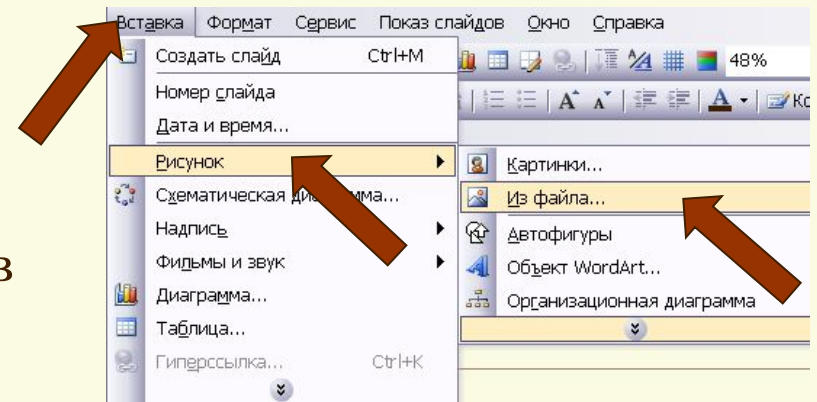 Вставка Формат Сервис Показ слайдов Окно Справка
Создать слайд Ctrl+M
48%
Номер слайда
Дата и время...
Рисунок
Картинки...
Схематическая
Из файла...
Надпись
Автофигуры
в
Фильмы и звук
Объект WordArt...
Диаграмма...
Организационная диаграмма
Таблица...
Гиперссылка... Ctrl+K